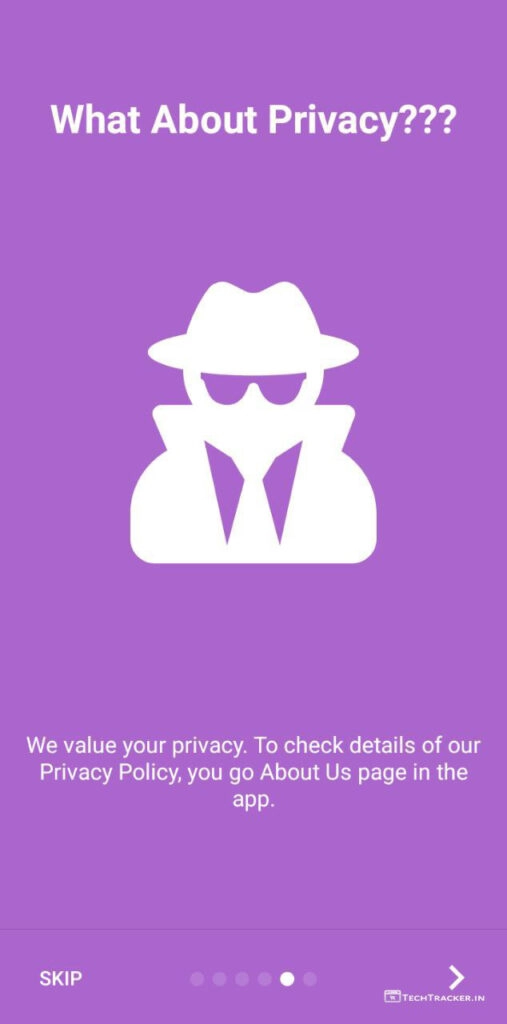 What About Privacy???
We value your privacy. To check details of our
Privacy Policy, you go About Us page in the
app.
SKIP
TECHTRACKER.IN